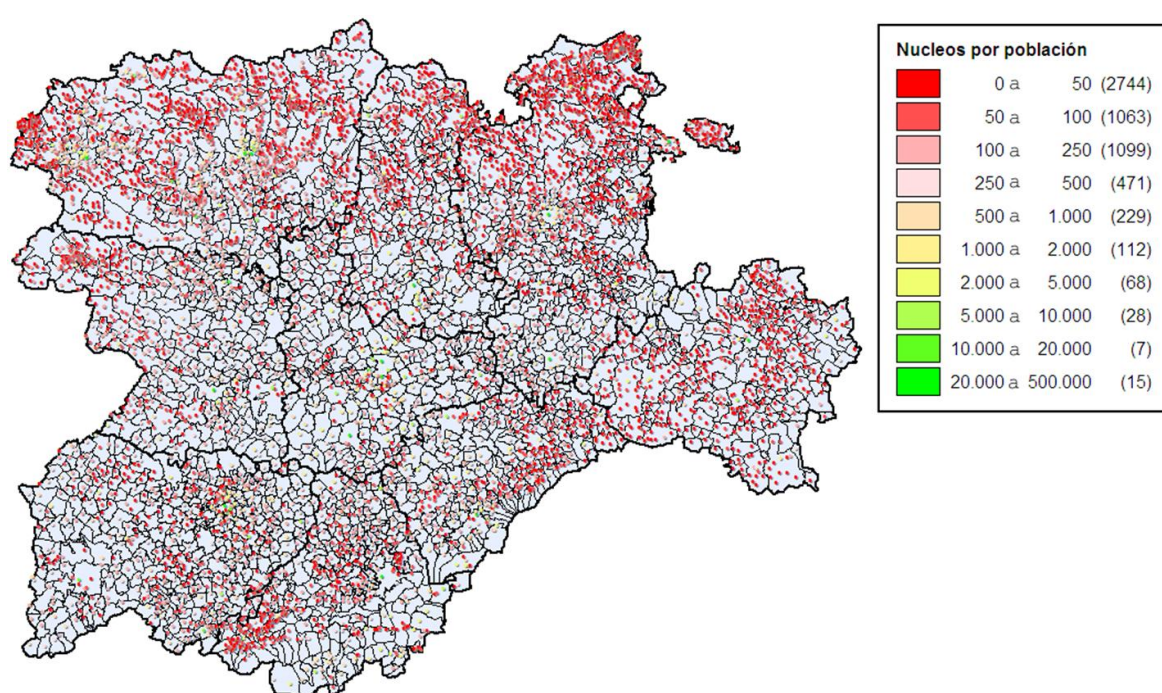 Nucleos por población
0 a 50 (2744)
50 a 100 (1063)
100 a 250 (1099)
250 a 500 (471)
500 a 1.000 (229)
1.000 a 2.000 (112)
2.000 a 5.000 (68)
5.000 a 10.000 (28)
10.000 a 20.000 (7)
20.000 a 500.000 (15)